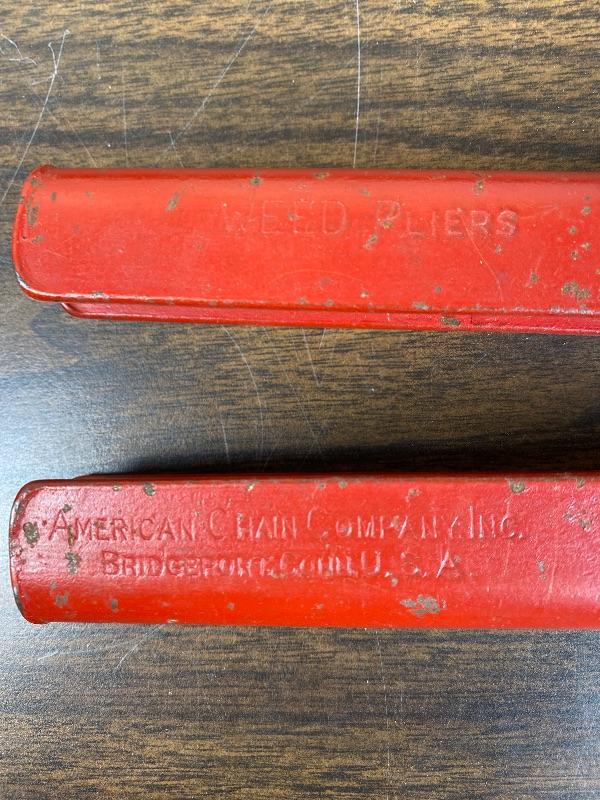 WEED PLIERS
AMERICAN CHAIN COMPANY, INC.
BRIDGEPORT, CONN. U. S. A.